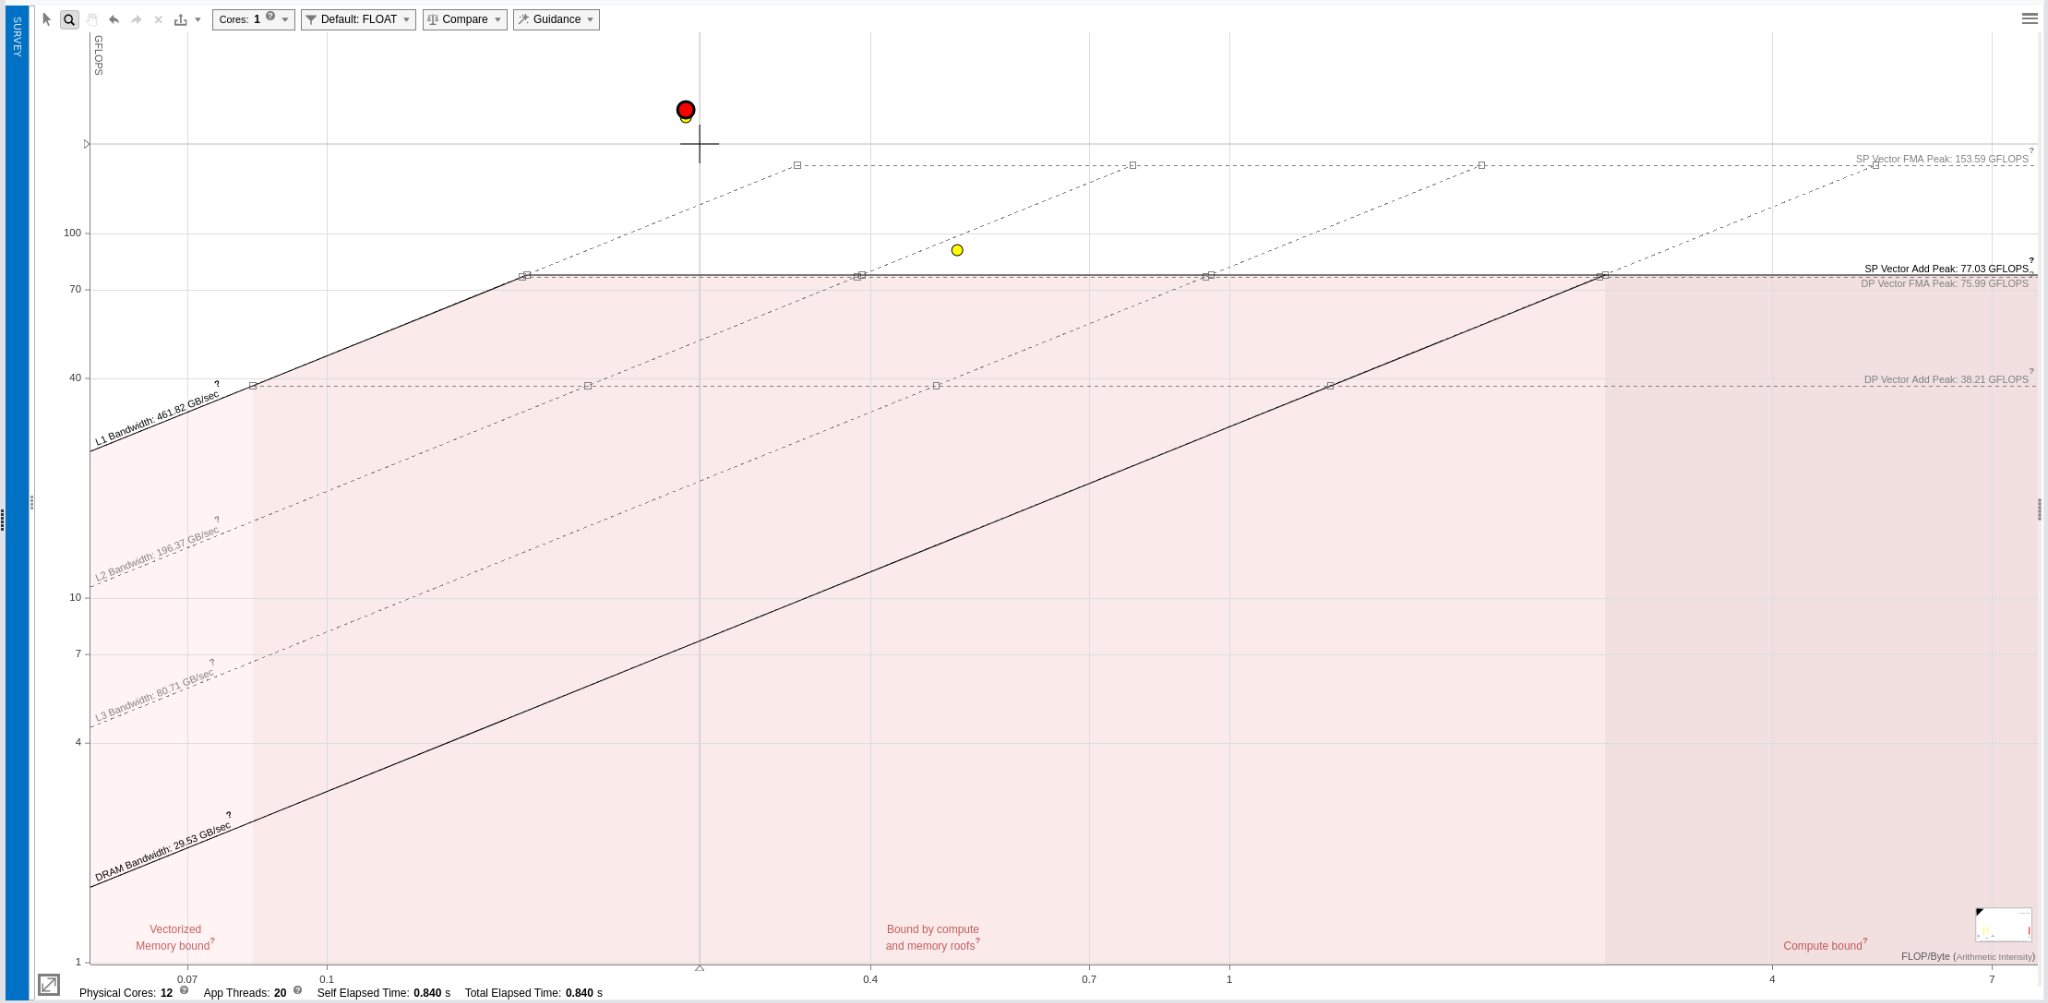 SURVEY
Cores: 1 ?
Default: FLOAT
Compare
Guidance
GFLOPS
SP Vector FMA Peak: 153.59 GFLOPS ?
100
SP Vector Add Peak: 77.03 GFLOPS ?
DP Vector FMA Peak: 75.99 GFLOPS ?
70
DP Vector Add Peak: 38.21 GFLOPS ?
40
L1 Bandwidth: 461.82 GB/sec ?
L2 Bandwidth: 196.37 GB/sec ?
10
7
L3 Bandwidth: 80.71 GB/sec ?
4
DRAM Bandwidth: 29.53 GB/sec ?
Vectorized
Memory bound?
Bound by compute
and memory roofs?
Compute bound?
FLOP/Byte (Arithmetic Intensity)
1
0.07 0.1 0.4 0.7 1 4 7
Physical Cores: 12 ? App Threads: 20 ? Self Elapsed Time: 0.840 s Total Elapsed Time: 0.840 s